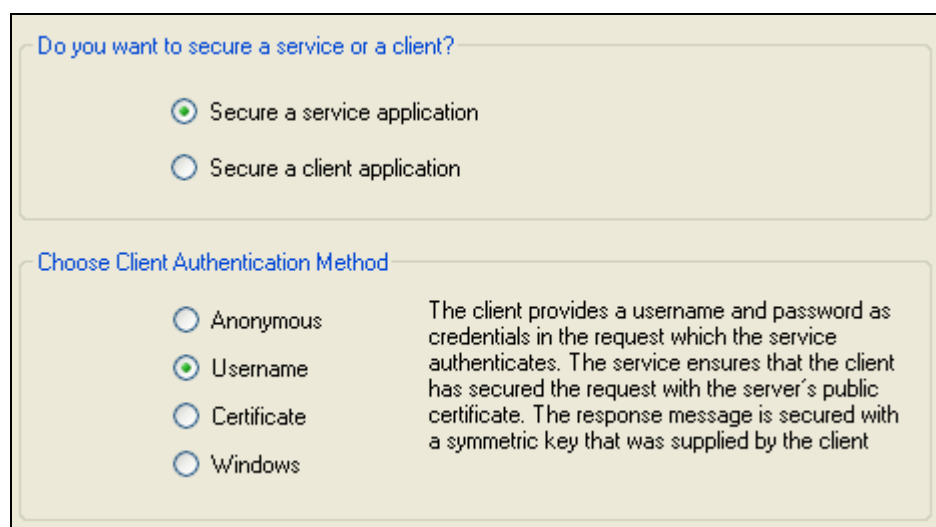 Do you want to secure a service or a client?
Secure a service application
Secure a client application
Choose Client Authentication Method
Anonymous
Username
Certificate
Windows
The client provides a username and password as
credentials in the request which the service
authenticates. The service ensures that the client
has secured the request with the server´s public
certificate. The response message is secured with
a symmetric key that was supplied by the client